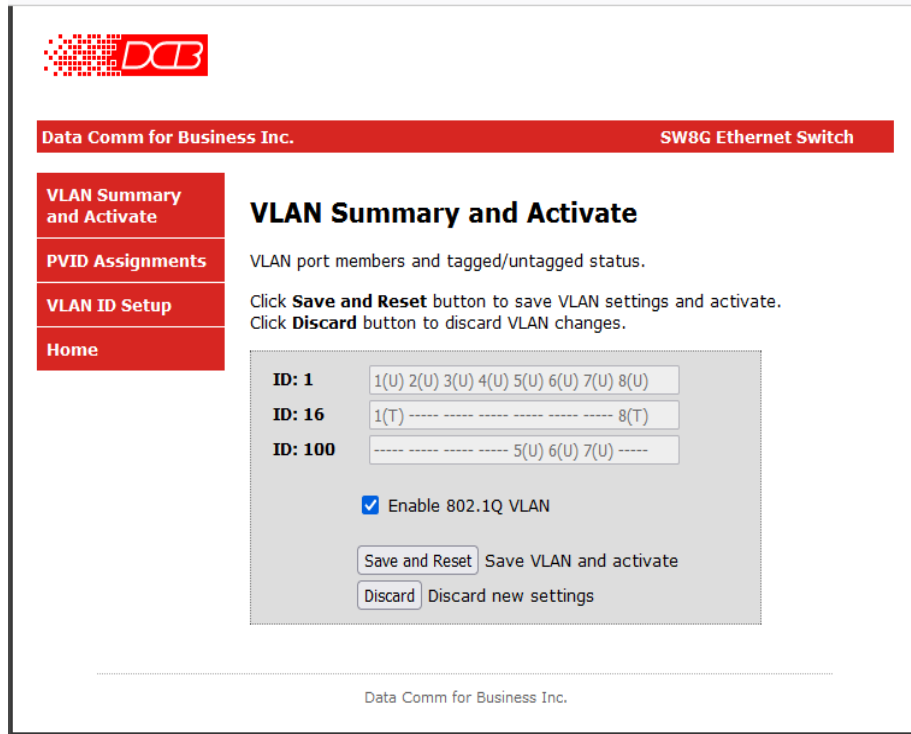 DCB
Data Comm for Business Inc. SW8G Ethernet Switch
VLAN Summary
and Activate
PVID Assignments
VLAN ID Setup
Home
VLAN Summary and Activate
VLAN port members and tagged/untagged status.
Click Save and Reset button to save VLAN settings and activate.
Click Discard button to discard VLAN changes.
ID: 1 1(U) 2(U) 3(U) 4(U) 5(U) 6(U) 7(U) 8(U)
ID: 16 1(T) ----- ----- ----- ----- ----- ----- 8(T)
ID: 100 ----- ----- ----- ----- 5(U) 6(U) 7(U) -----
Enable 802.1Q VLAN
Save and Reset Save VLAN and activate
Discard Discard new settings
Data Comm for Business Inc.